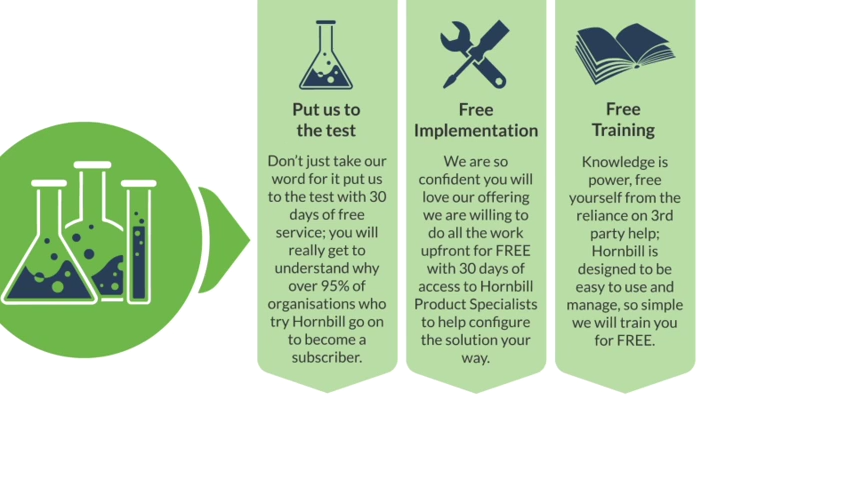 Put us to
the test
Don't just take our
word for it put us
to the test with 30
days of free
service; you will
really get to
understand why
over 95% of
organisations who
try Hornbill go on
to become a
subscriber.
Free
Implementation
We are so
confident you will
love our offering
we are willing to
do all the work
upfront for FREE
with 30 days of
access to Hornbill
Product Specialists
to help configure
the solution your
way.
Free
Training
Knowledge is
power, free
yourself from the
reliance on 3rd
party help;
Hornbill is
designed to be
easy to use and
manage, so simple
we will train you
for FREE.